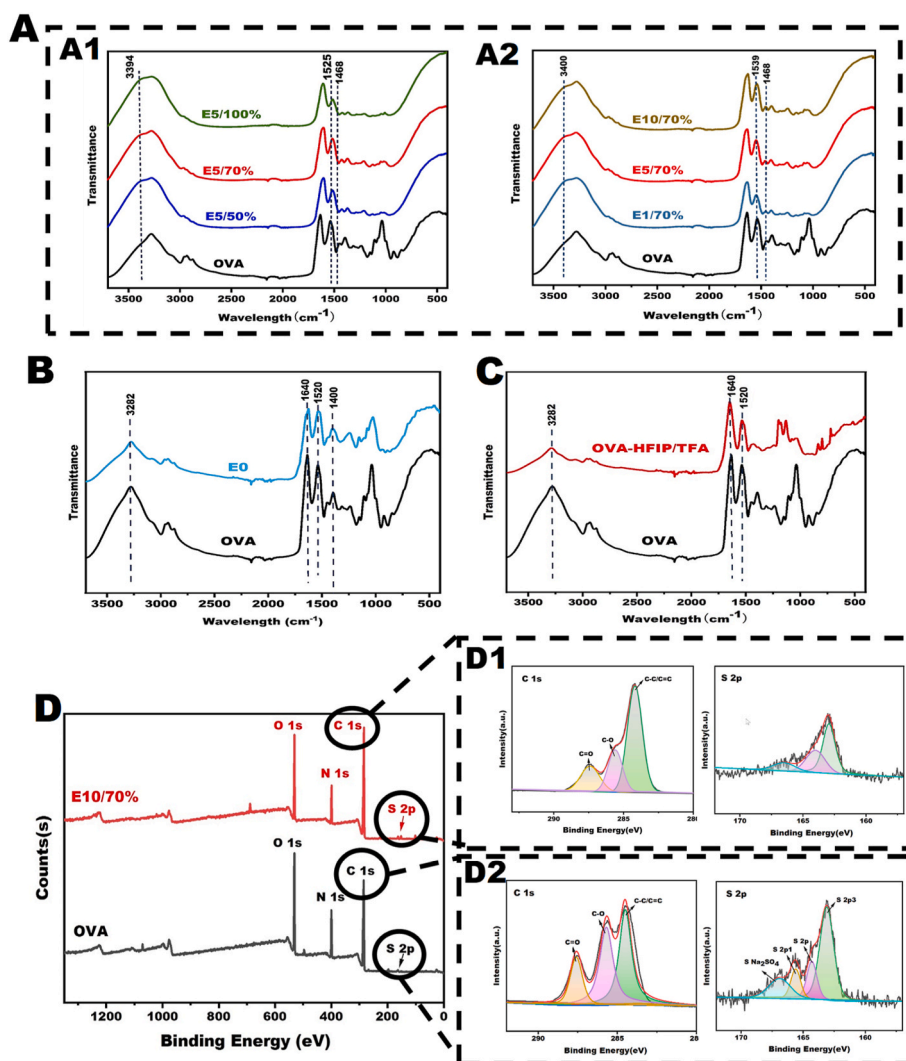 A
A1
3394
1525
1468
E5/100%
E5/70%
E5/50%
OVA
Transmittance
3500 3000 2500 2000 1500 1000 500
Wavelength(cm-1)
A2
3400
1539
1468
E10/70%
E5/70%
E1/70%
OVA
Transmittance
3500 3000 2500 2000 1500 1000 500
Wavelength(cm-1)
B
3282
1640
1520
1400
E0
OVA
Transmittance
3500 3000 2500 2000 1500 1000 500
Wavelength (cm-1)
C
3282
1640
1520
OVA-HFIP/TFA
OVA
Transmittance
3500 3000 2500 2000 1500 1000 500
Wavelength(cm-1)
D
O 1s
C 1s
N 1s
S 2p
E10/70%
O 1s
C 1s
N 1s
S 2p
OVA
Counts(s)
1350 1200 1050 900 750 600 450 300 150 0
Binding Energy (eV)
D1
C 1s
C-C/C=C
C-O
C=O
Intensity(a.u.)
290 285 28
Binding Energy(eV)
S 2p
Intensity(a.u.)
170 165 160
Binding Energy(eV)
D2
C 1s
C-C/C=C
C-O
C=O
Intensity(a.u.)
290 285 280
Binding Energy(eV)
S 2p
S 2p3
S 2p
S 2p1
S Na2SO4
Intensity(a.u.)
170 165 160
Binding Energy(eV)